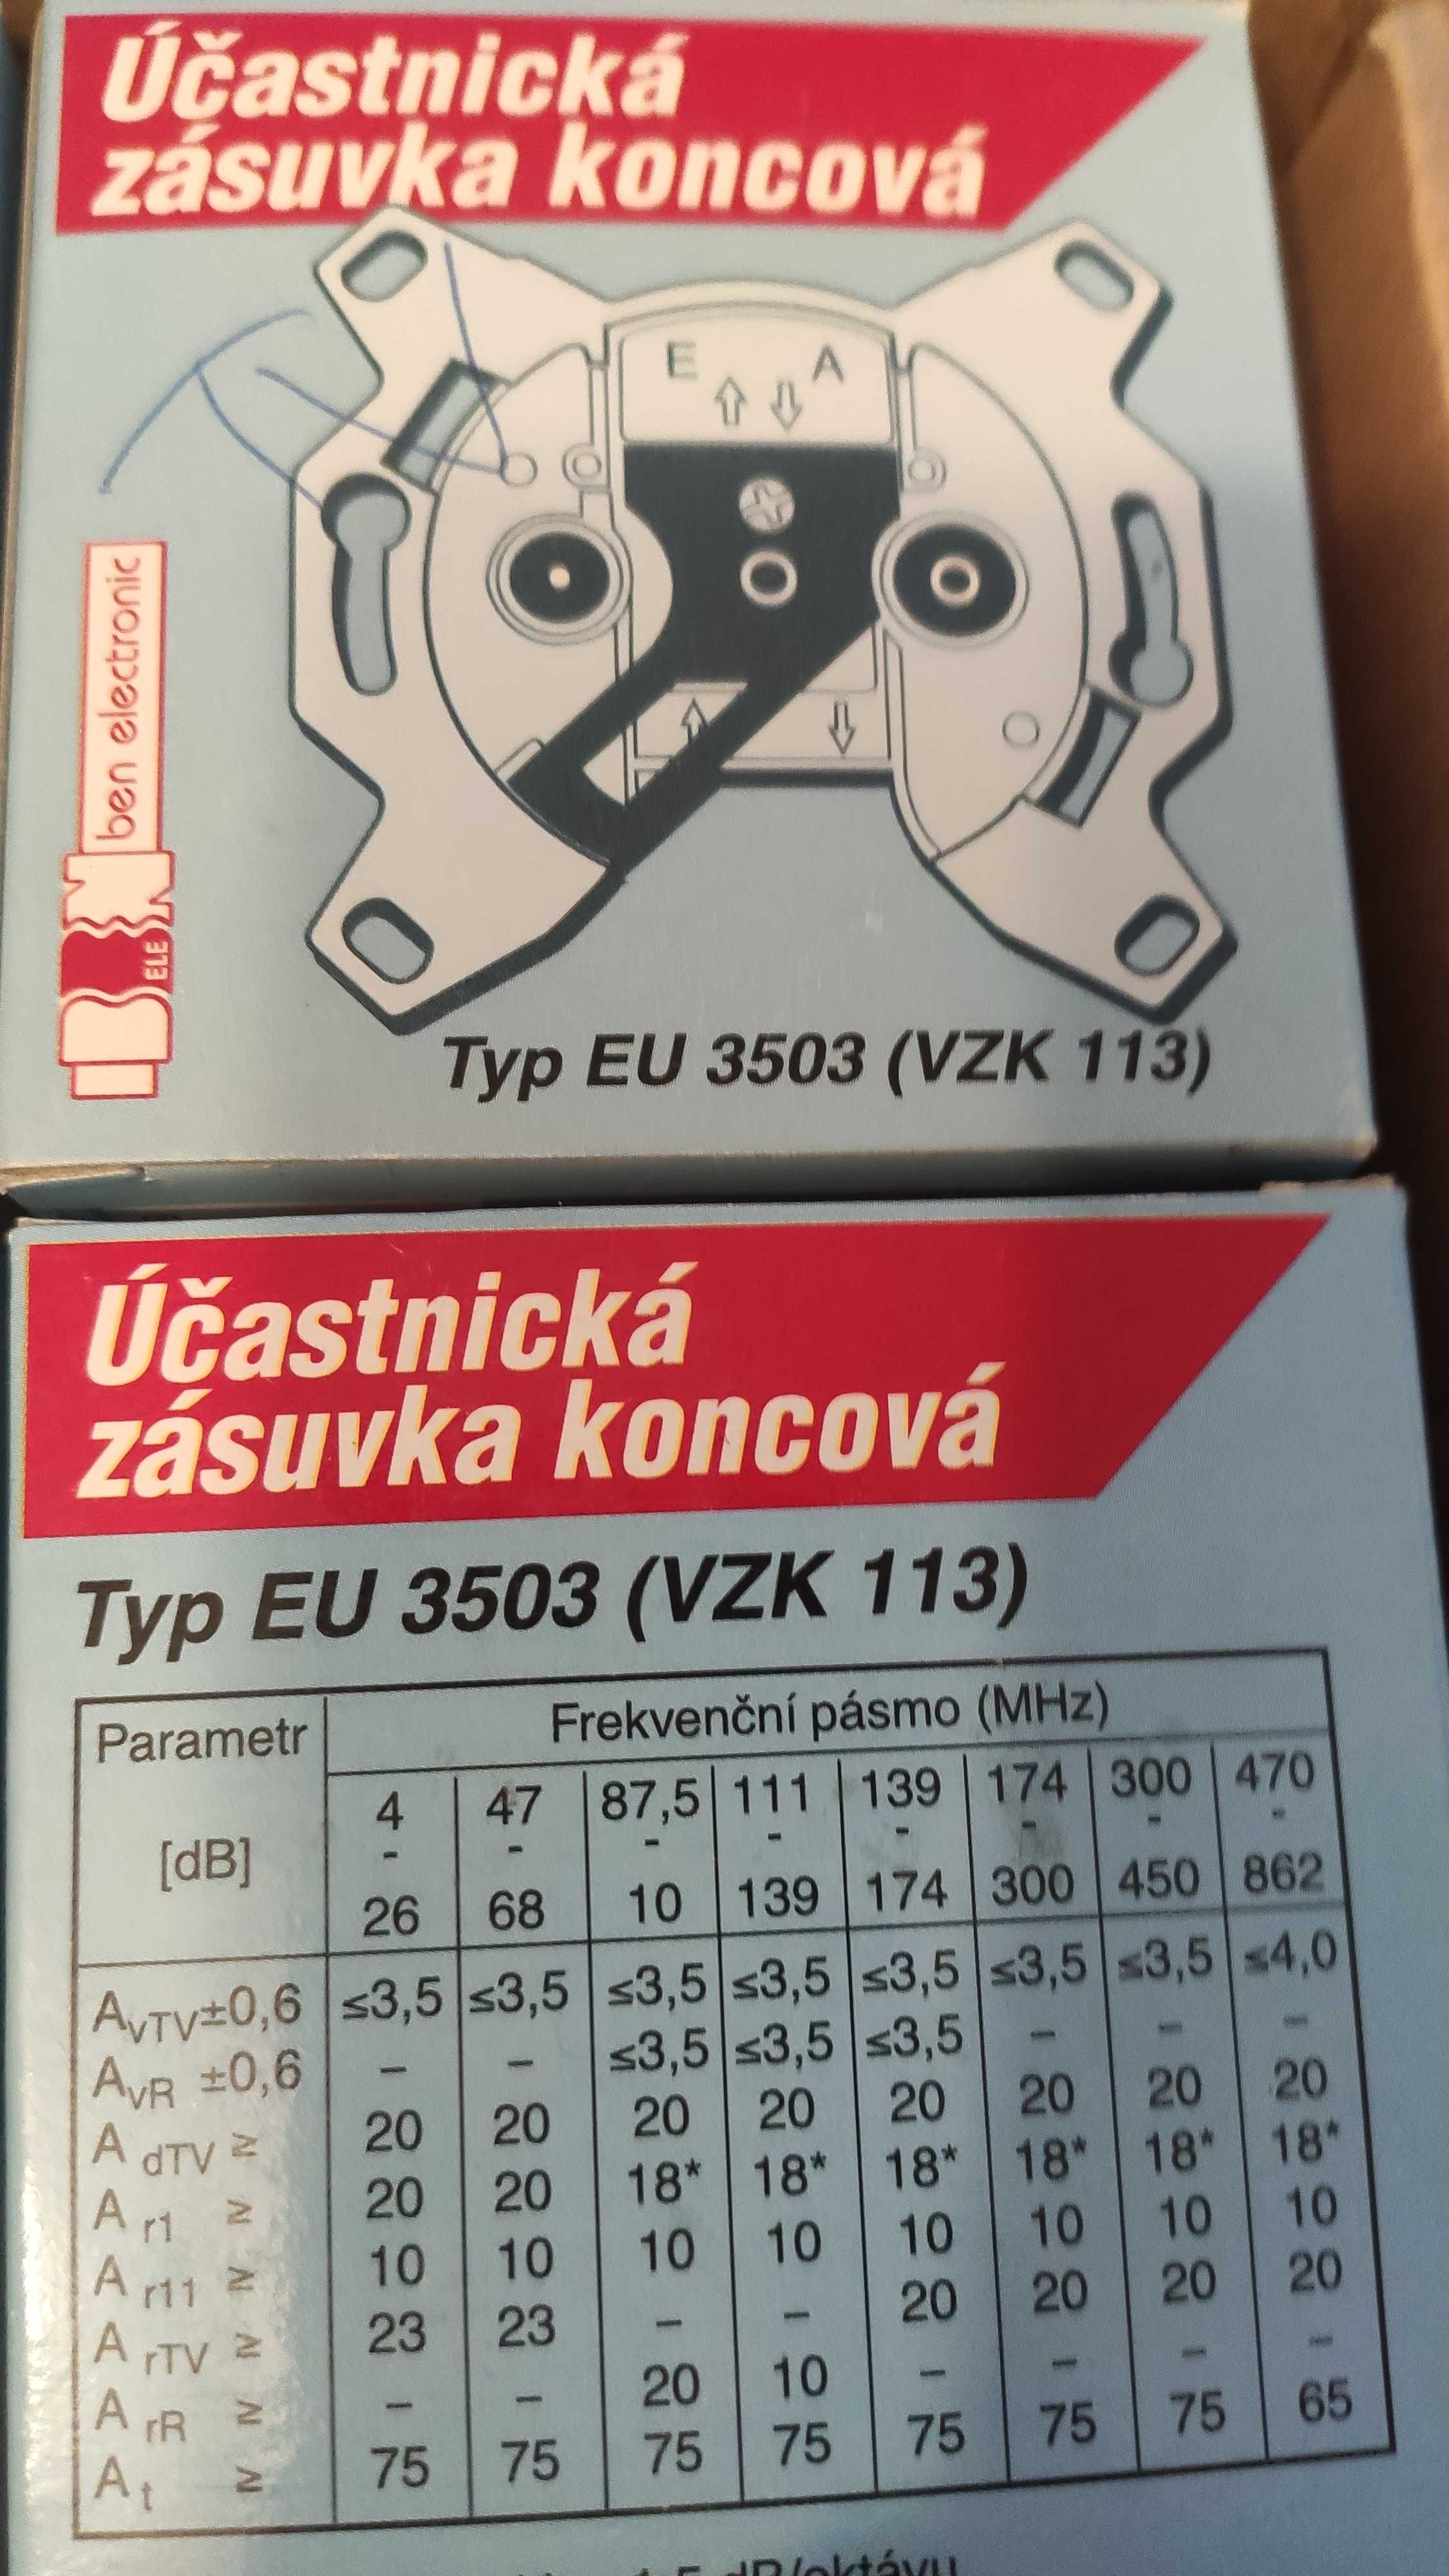 Účastnická
zásuvka koncová
E A
ben electronic
BEN ELE
Typ EU 3503 (VZK 113)
Účastnická
zásuvka koncová
Typ EU 3503 (VZK 113)
Parametr Frekvenční pásmo (MHz)
[dB] 4 - 26 47 - 68 87,5 - 10 111 - 139 139 - 174 174 - 300 300 - 450 470 - 862
AvTV±0,6 ≤3,5 ≤3,5 ≤3,5 ≤3,5 ≤3,5 ≤3,5 ≤3,5 ≤4,0
AvR ±0,6 – – ≤3,5 ≤3,5 ≤3,5 – – –
A dTV ≥ 20 20 20 20 20 20 20 20
A r1 ≥ 20 20 18* 18* 18* 18* 18* 18*
A r11 ≥ 10 10 10 10 10 10 10 10
A rTV ≥ 23 23 – – 20 20 20 20
A rR ≥ – – 20 10 – – – –
A t ≥ 75 75 75 75 75 75 75 65
dB/oktávu